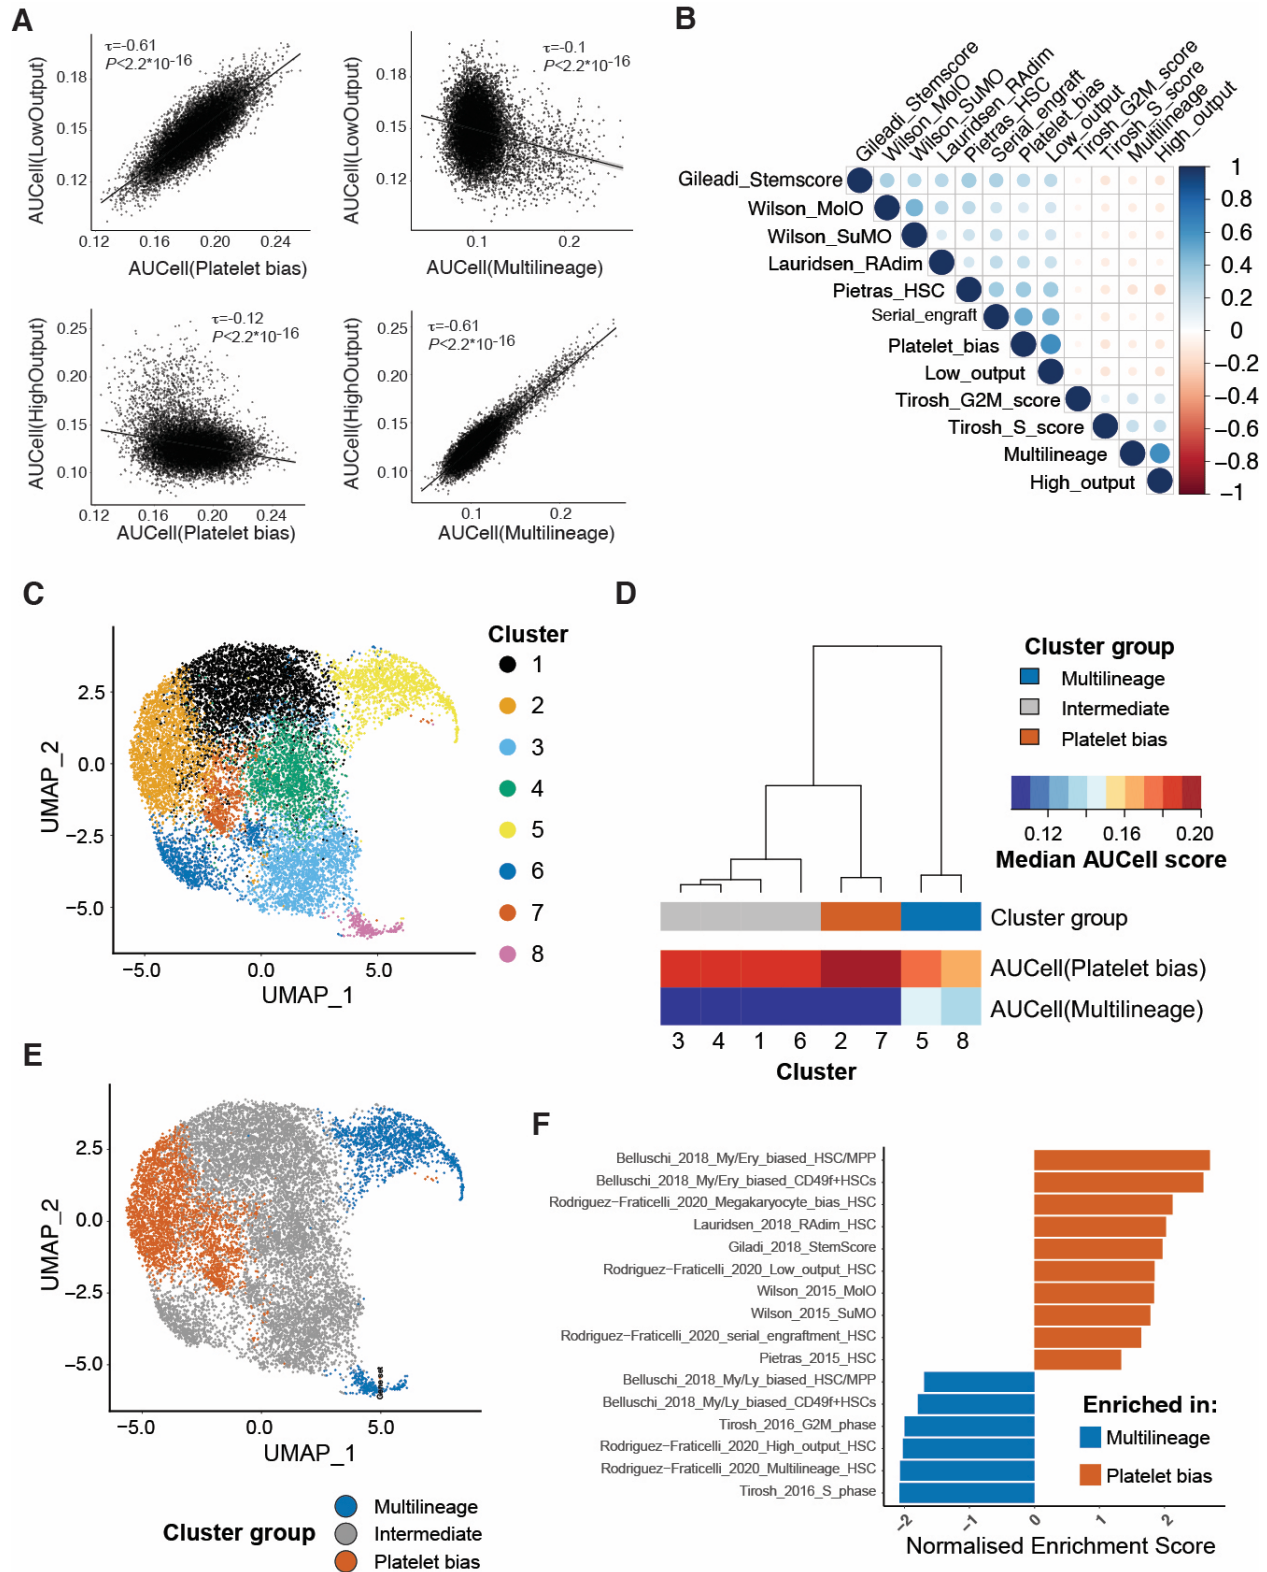 A
τ=-0.61
P<2.2*10-16
AUCell(LowOutput)
0.18
0.15
0.12
0.12 0.16 0.20 0.24
AUCell(Platelet bias)
τ=-0.1
P<2.2*10-16
AUCell(LowOutput)
0.18
0.15
0.12
0.1 0.2
AUCell(Multilineage)
τ=-0.12
P<2.2*10-16
AUCell(HighOutput)
0.25
0.20
0.15
0.10
0.12 0.16 0.20 0.24
AUCell(Platelet bias)
τ=-0.61
P<2.2*10-16
AUCell(HighOutput)
0.25
0.20
0.15
0.10
0.1 0.2
AUCell(Multilineage)
B
Gileadi_Stemscore
Wilson_MolO
Wilson_SuMO
Lauridsen_RAdim
Pietras_HSC
Serial_engraft
Platelet_bias
Low_output
Tirosh_G2M_score
Tirosh_S_score
Multilineage
High_output
Gileadi_Stemscore
Wilson_MolO
Wilson_SuMO
Lauridsen_RAdim
Pietras_HSC
Serial_engraft
Platelet_bias
Low_output
Tirosh_G2M_score
Tirosh_S_score
Multilineage
High_output
1
0.8
0.6
0.4
0.2
0
−0.2
−0.4
−0.6
−0.8
−1
C
UMAP_2
2.5
0.0
−2.5
−5.0
−5.0 0.0 5.0
UMAP_1
Cluster
1
2
3
4
5
6
7
8
D
Cluster group
Multilineage
Intermediate
Platelet bias
0.12 0.16 0.20
Median AUCell score
Cluster group
AUCell(Platelet bias)
AUCell(Multilineage)
3 4 1 6 2 7 5 8
Cluster
E
UMAP_2
2.5
0.0
−2.5
−5.0
Gene set
−5.0 0.0 5.0
UMAP_1
Cluster group
Multilineage
Intermediate
Platelet bias
F
Belluschi_2018_My/Ery_biased_HSC/MPP
Belluschi_2018_My/Ery_biased_CD49f+HSCs
Rodriguez−Fraticelli_2020_Megakaryocyte_bias_HSC
Lauridsen_2018_RAdim_HSC
Giladi_2018_StemScore
Rodriguez−Fraticelli_2020_Low_output_HSC
Wilson_2015_MolO
Wilson_2015_SuMO
Rodriguez−Fraticelli_2020_serial_engraftment_HSC
Pietras_2015_HSC
Belluschi_2018_My/Ly_biased_HSC/MPP
Belluschi_2018_My/Ly_biased_CD49f+HSCs
Tirosh_2016_G2M_phase
Rodriguez−Fraticelli_2020_High_output_HSC
Rodriguez−Fraticelli_2020_Multilineage_HSC
Tirosh_2016_S_phase
Enriched in:
Multilineage
Platelet bias
−2 −1 0 1 2
Normalised Enrichment Score